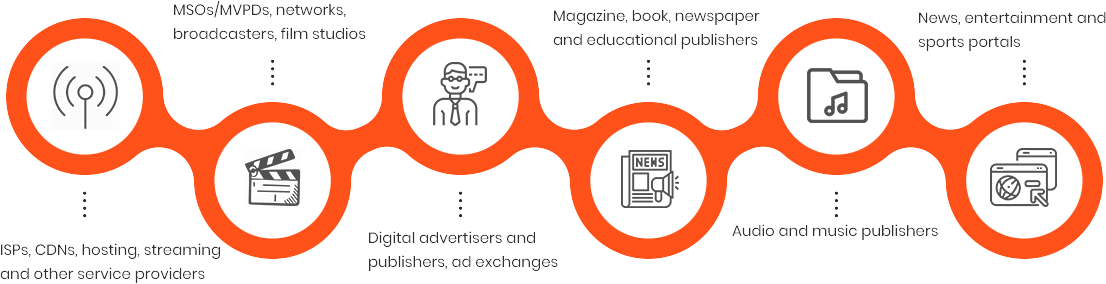 MSOs/MVPDs, networks,
broadcasters, film studios
Magazine, book, newspaper
and educational publishers
News, entertainment and
sports portals
NEWS
ISPs, CDNs, hosting, streaming
and other service providers
Digital advertisers and
publishers, ad exchanges
Audio and music publishers